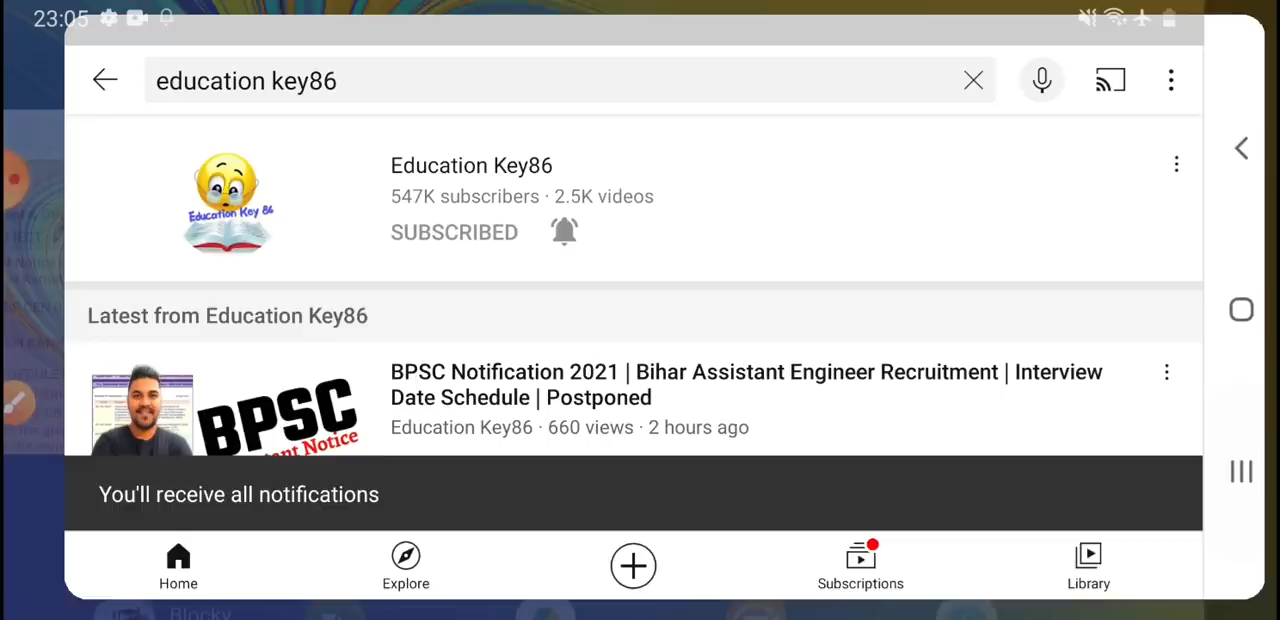 23:05
education key86
Education Key86
547K subscribers · 2.5K videos
SUBSCRIBED
Education Key 86
Latest from Education Key86
BPSC Notification 2021 | Bihar Assistant Engineer Recruitment | Interview
Date Schedule | Postponed
Education Key86 · 660 views · 2 hours ago
BPSC
Notice
You'll receive all notifications
Home
Explore
Subscriptions
Library
Blocky